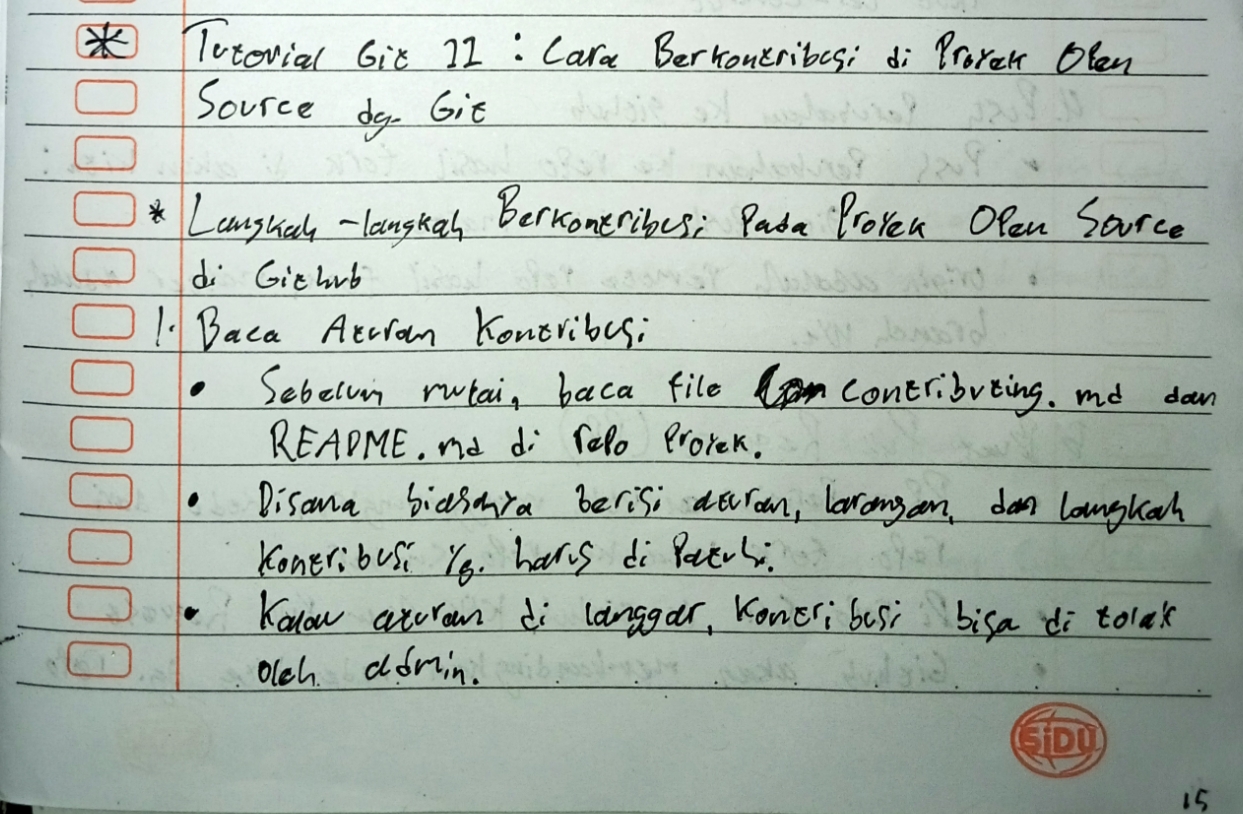 * Tutorial Git 11 : Cara Berkontribusi di Proyek Open
Source dg. Git
* Langkah-langkah Berkontribusi Pada Proyek Open Source
di Github
1. Baca Aturan Kontribusi
• Sebelum mulai, baca file Contributing.md dan
README.md di repo Proyek.
• Disana biasanya berisi aturan, larangan, dan langkah
Kontribusi yg. harus di Patuhi.
• Kalau aturan di langgar, Kontribusi bisa di tolak
oleh admin.
SiDU
15